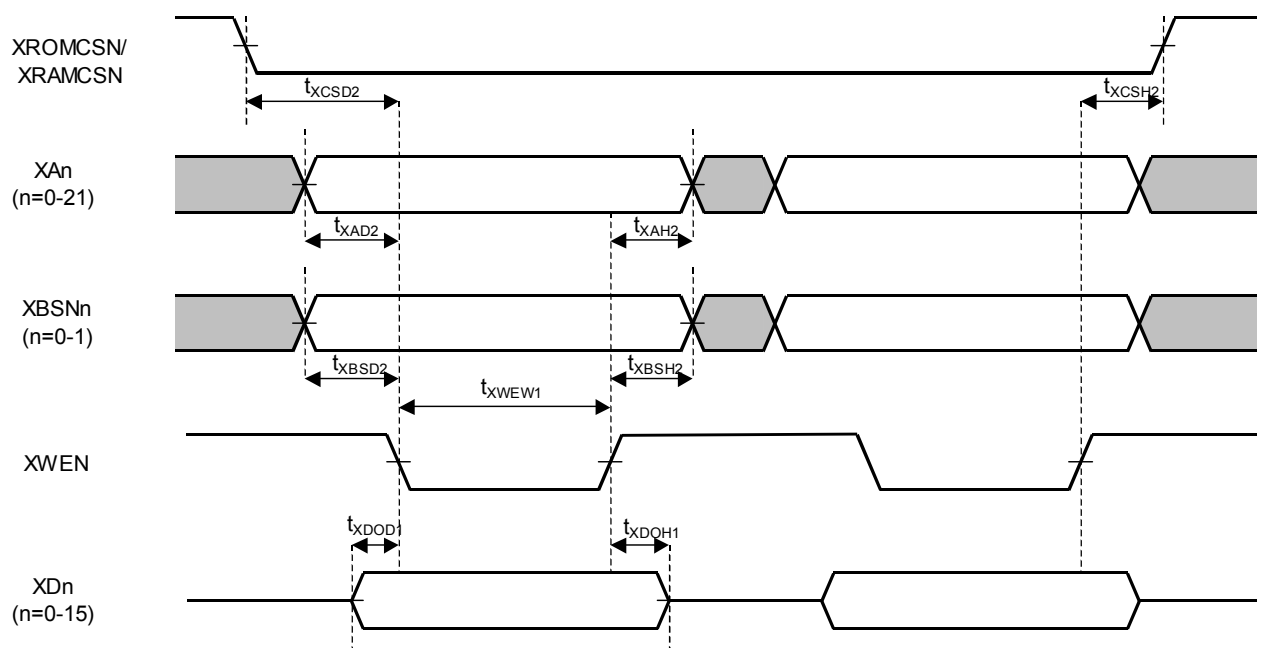 XROMCSN/
XRAMCSN
tXCSD2
tXCSH2
XAn
(n=0-21)
tXAD2
tXAH2
XBSNn
(n=0-1)
tXBSD2
tXBSH2
tXWEW1
XWEN
tXDOD1
tXDOH1
XDn
(n=0-15)